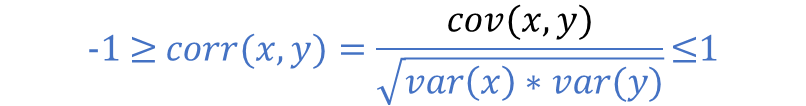 -1 ≥ corr(x, y) = cov(x, y) / √var(x) * var(y) ≤1